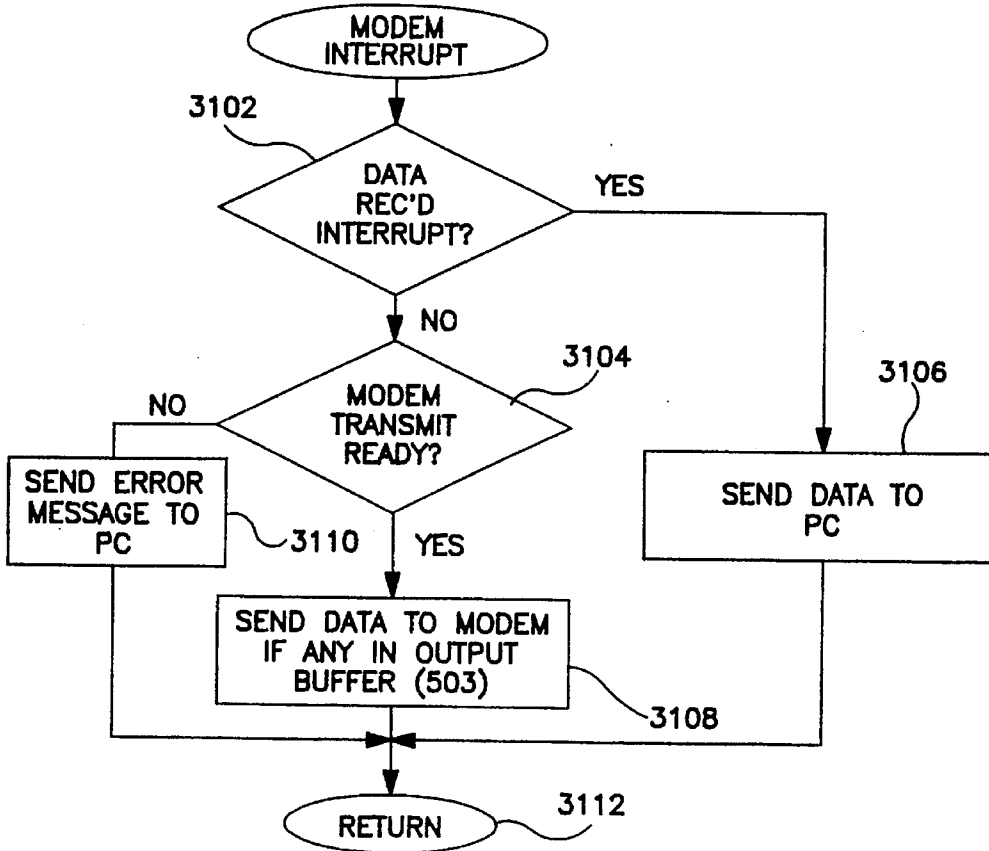 MODEM
INTERRUPT
3102
DATA
REC'D
INTERRUPT?
YES
NO
3104
MODEM
TRANSMIT
READY?
NO
3106
SEND DATA TO
PC
SEND ERROR
MESSAGE TO
PC
3110
YES
SEND DATA TO MODEM
IF ANY IN OUTPUT
BUFFER (503)
3108
RETURN
3112